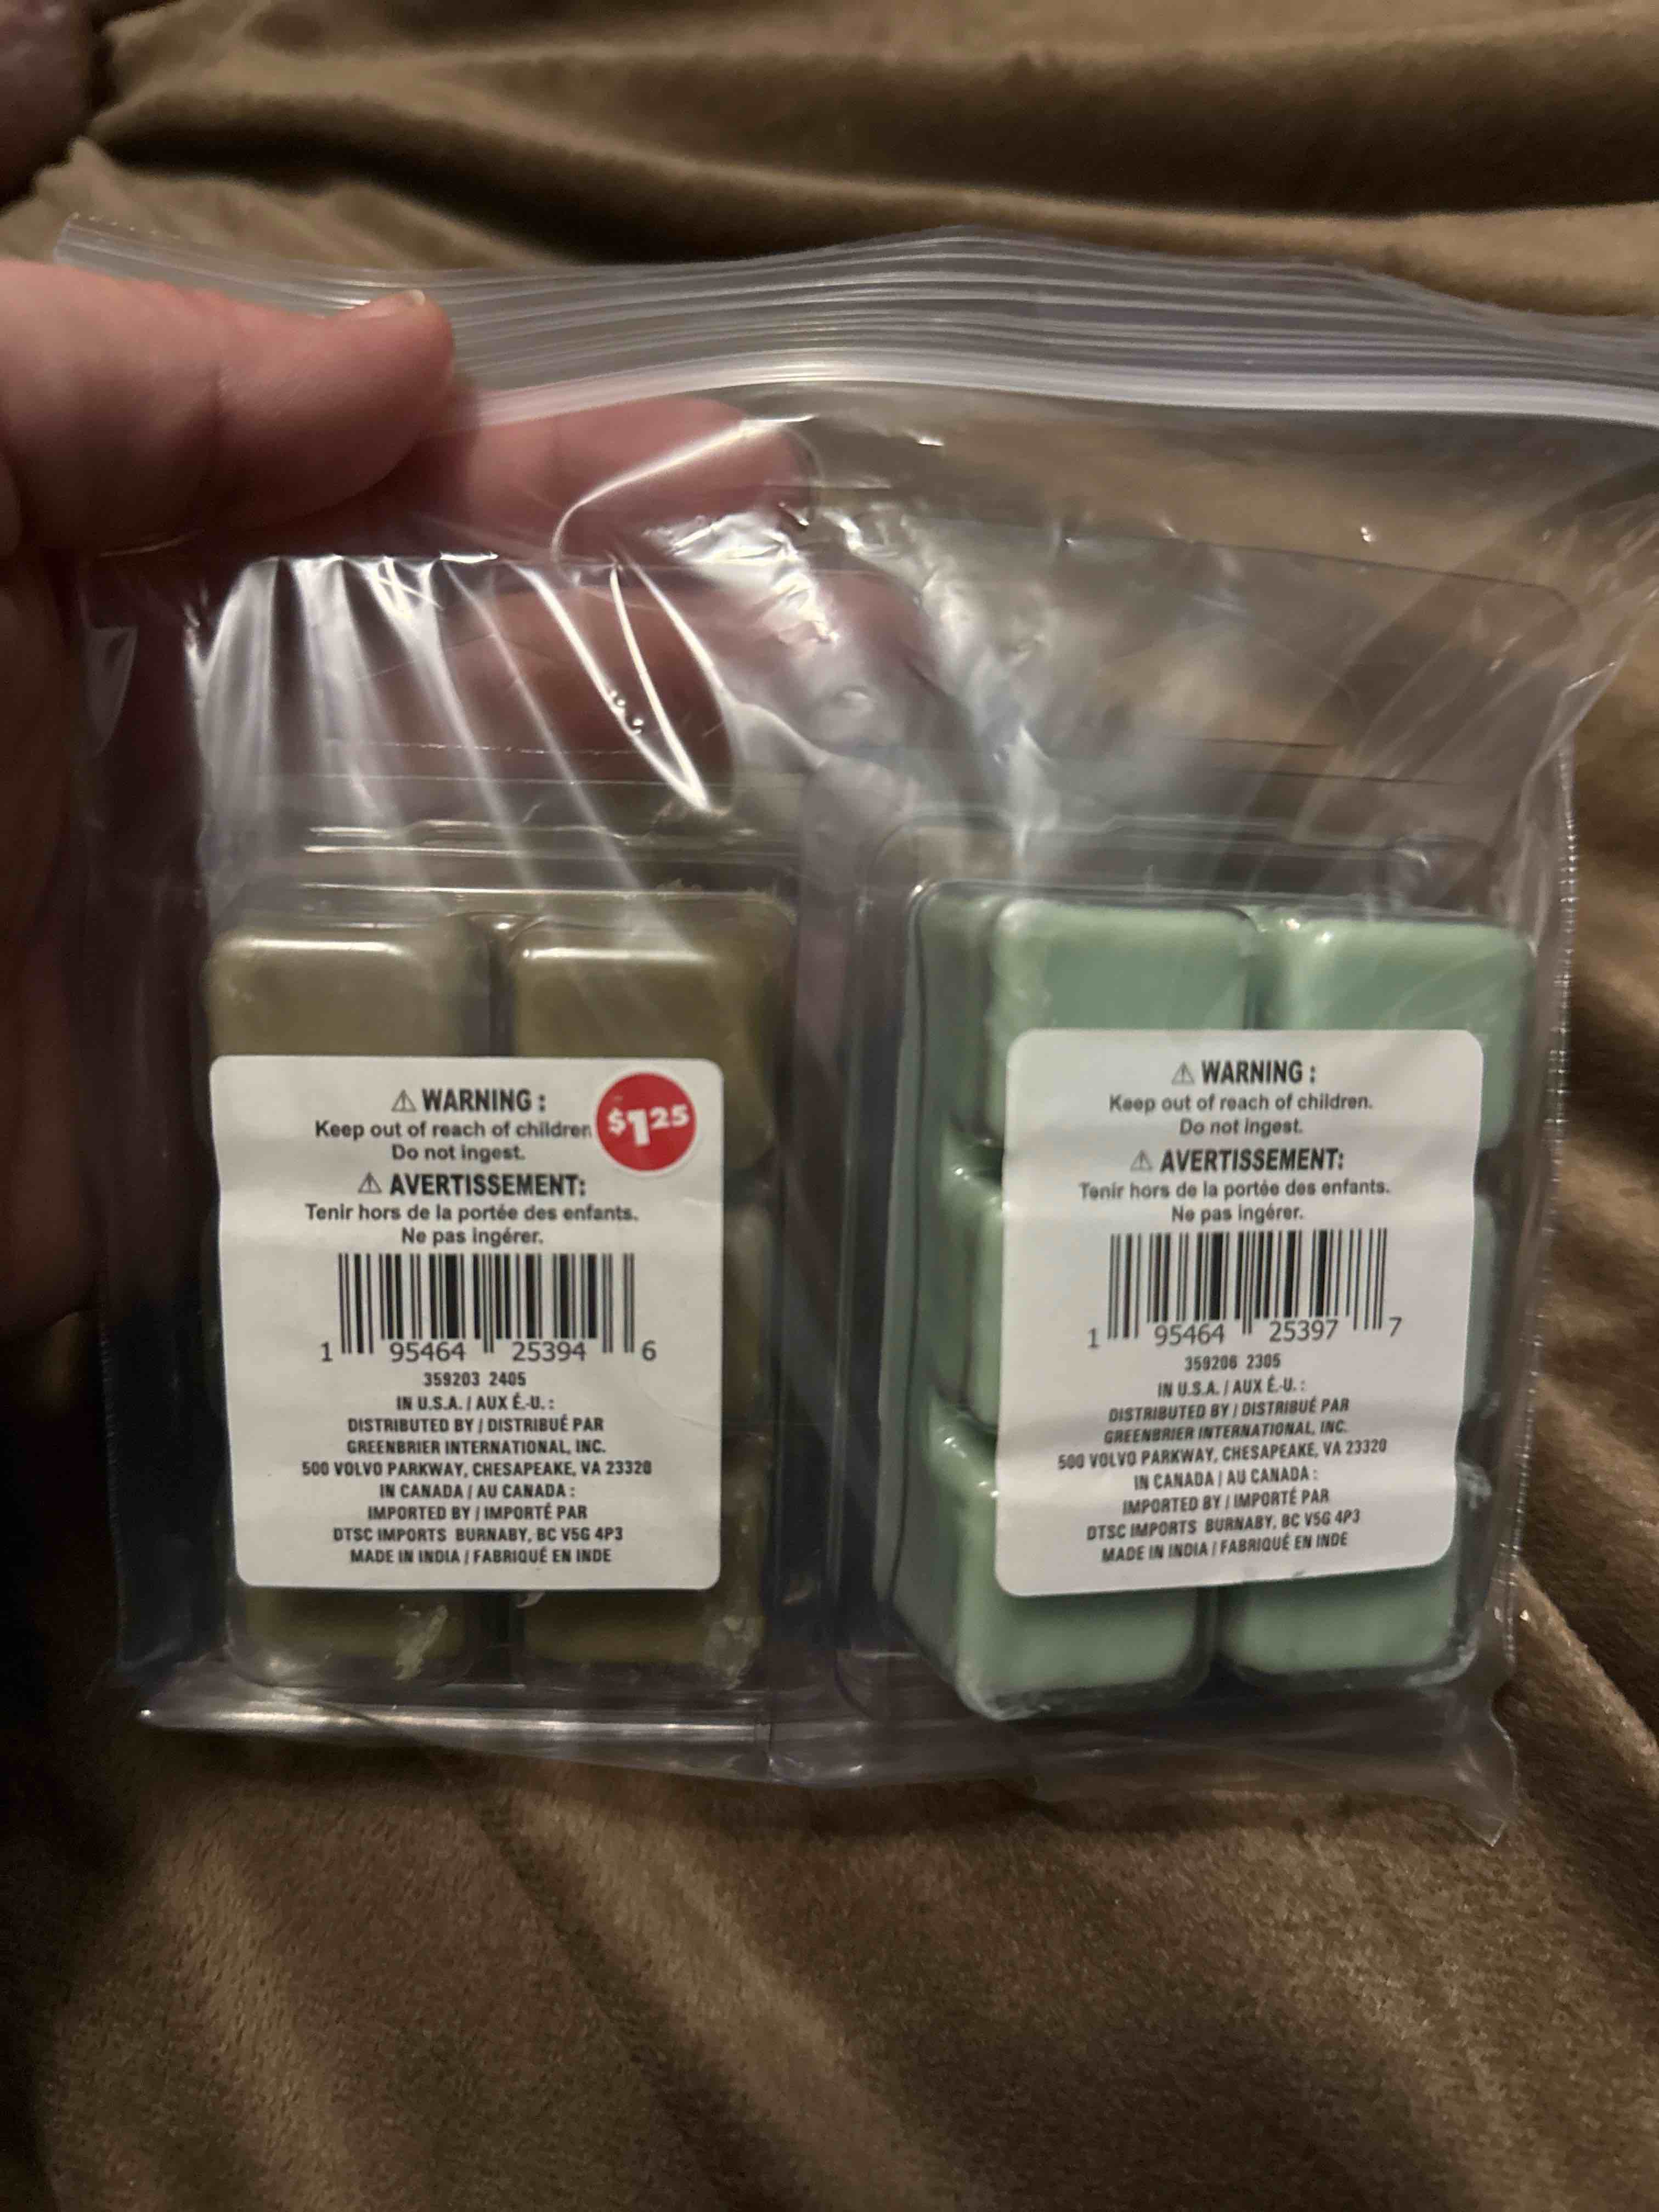 ⚠ WARNING :
Keep out of reach of children
Do not ingest.
$125
⚠ AVERTISSEMENT:
Tenir hors de la portée des enfants.
Ne pas ingérer.
1 95464 25394 6
359203 2405
IN U.S.A. / AUX É.-U. :
DISTRIBUTED BY / DISTRIBUÉ PAR
GREENBRIER INTERNATIONAL, INC.
500 VOLVO PARKWAY, CHESAPEAKE, VA 23320
IN CANADA / AU CANADA :
IMPORTED BY / IMPORTÉ PAR
DTSC IMPORTS BURNABY, BC V5G 4P3
MADE IN INDIA / FABRIQUÉ EN INDE
⚠ WARNING :
Keep out of reach of children.
Do not ingest.
⚠ AVERTISSEMENT:
Tenir hors de la portée des enfants.
Ne pas ingérer.
1 95464 25397 7
359206 2305
IN U.S.A. / AUX É.-U. :
DISTRIBUTED BY / DISTRIBUÉ PAR
GREENBRIER INTERNATIONAL, INC.
500 VOLVO PARKWAY, CHESAPEAKE, VA 23320
IN CANADA / AU CANADA :
IMPORTED BY / IMPORTÉ PAR
DTSC IMPORTS BURNABY, BC V5G 4P3
MADE IN INDIA / FABRIQUÉ EN INDE